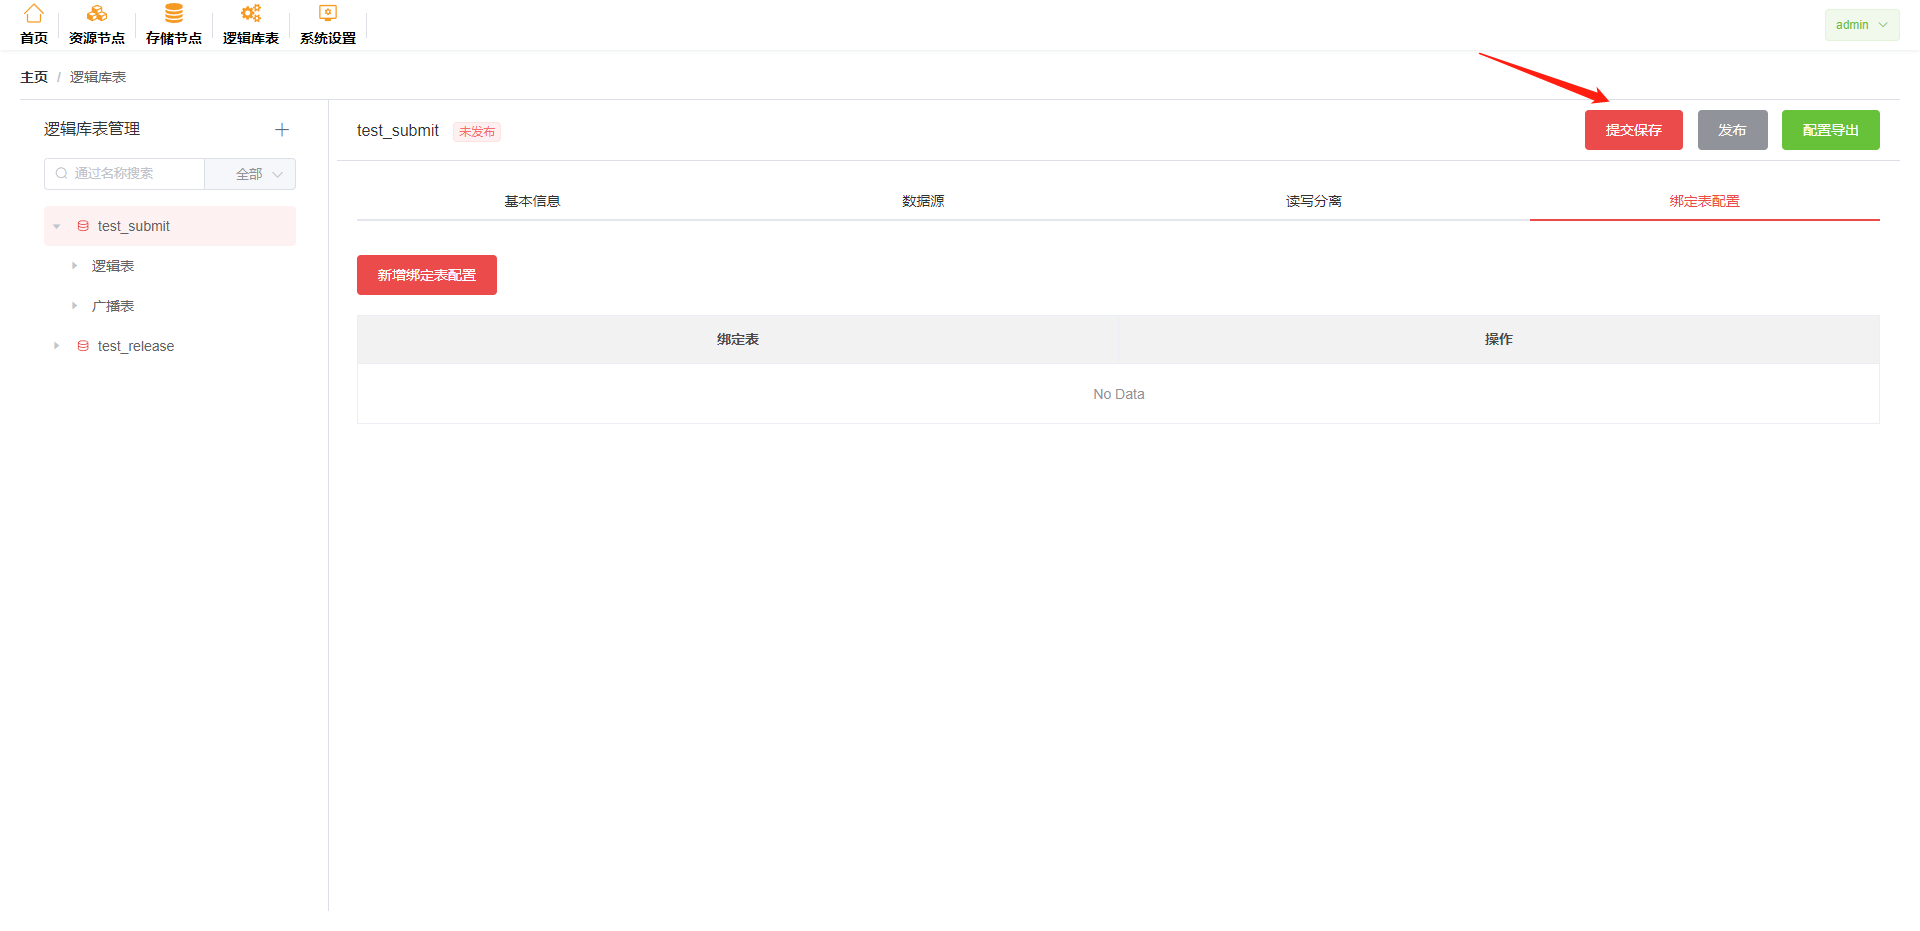 首页 资源节点 存储节点 逻辑库表 系统设置
admin
主页 / 逻辑库表
逻辑库表管理
通过名称搜索 全部
test_submit
逻辑表
广播表
test_release
test_submit 未发布
提交保存 发布 配置导出
基本信息 数据源 读写分离 绑定表配置
新增绑定表配置
绑定表 操作
No Data